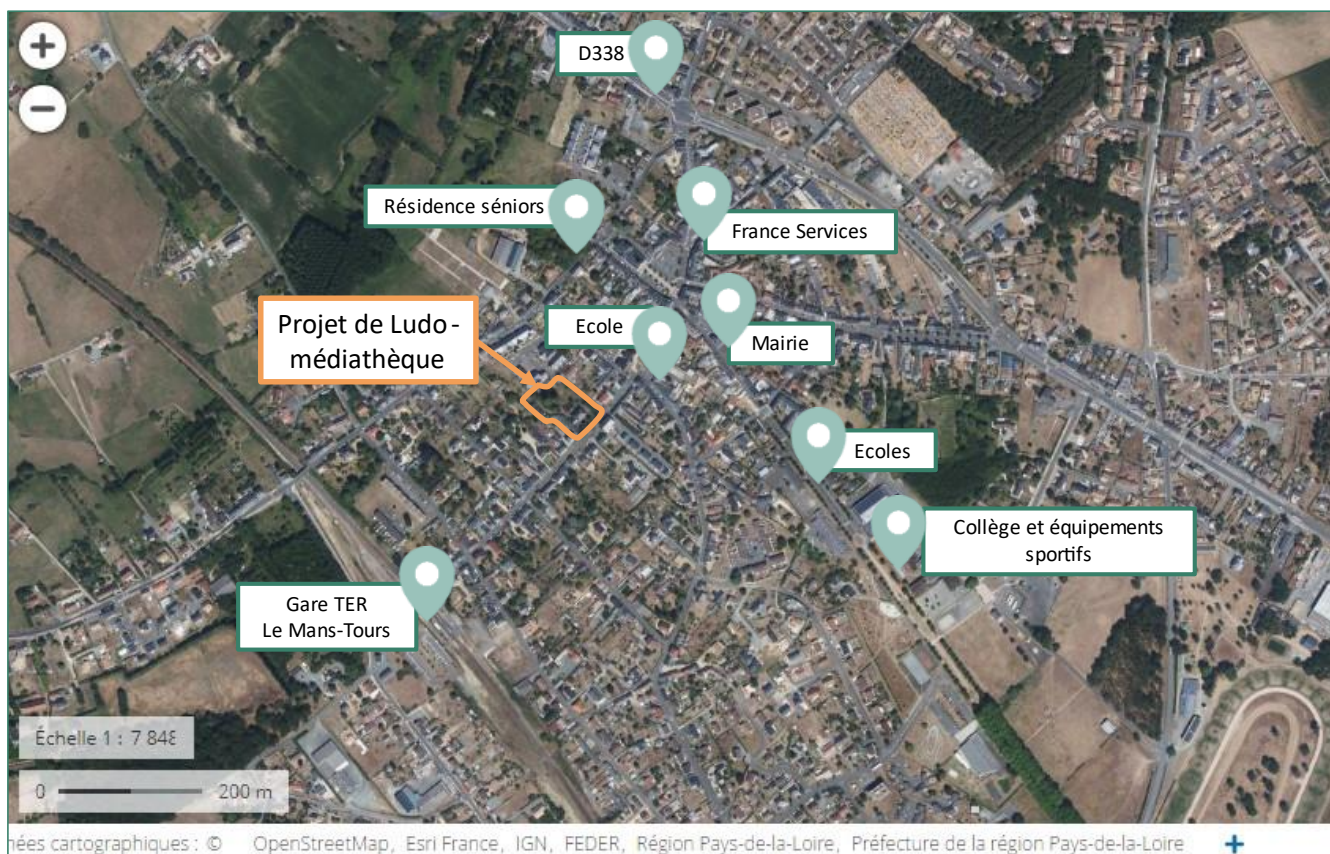 +
−
D338
Résidence séniors
France Services
Projet de Ludo -
médiathèque
Ecole
Mairie
Ecoles
Collège et équipements
sportifs
Gare TER
Le Mans-Tours
Échelle 1 : 7 848
0 200 m
nées cartographiques : © OpenStreetMap, Esri France, IGN, FEDER, Région Pays-de-la-Loire, Préfecture de la région Pays-de-la-Loire +